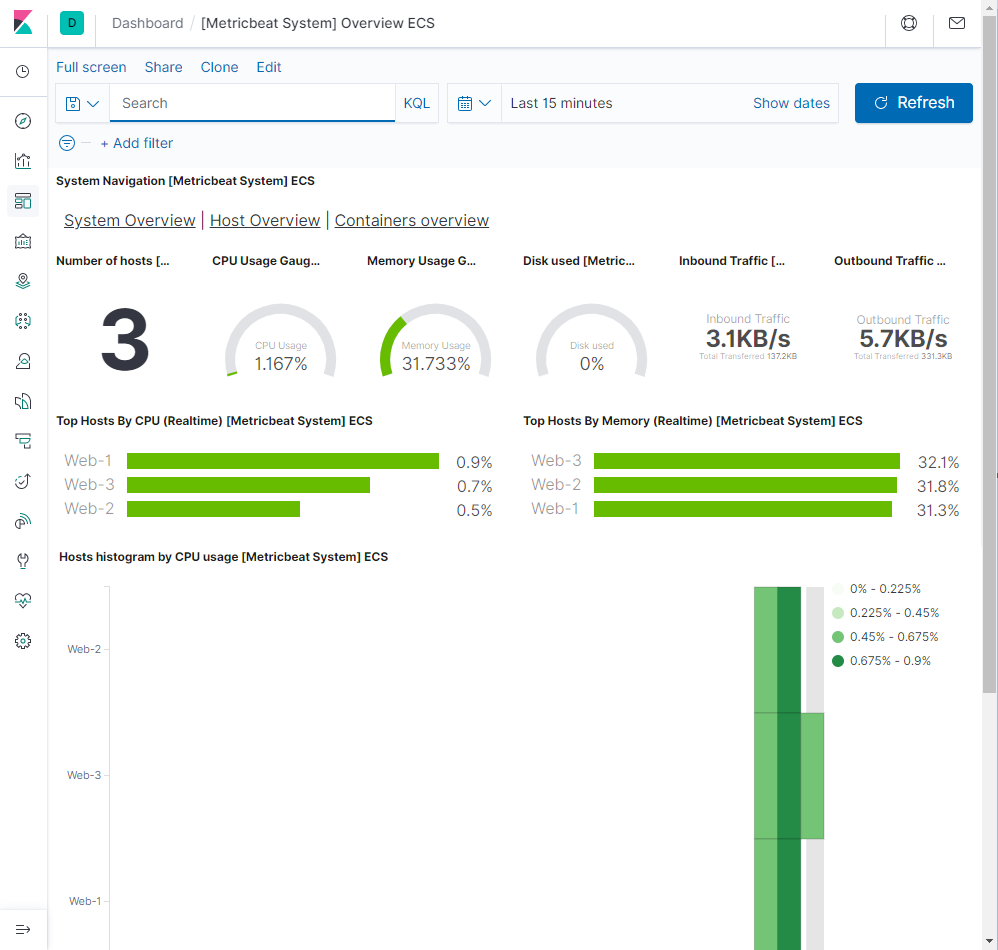 D Dashboard / [Metricbeat System] Overview ECS
Full screen Share Clone Edit
Search KQL Last 15 minutes Show dates Refresh
+ Add filter
System Navigation [Metricbeat System] ECS
System Overview | Host Overview | Containers overview
Number of hosts [... CPU Usage Gaug... Memory Usage G... Disk used [Metric... Inbound Traffic [... Outbound Traffic ...
3
CPU Usage
1.167%
Memory Usage
31.733%
Disk used
0%
Inbound Traffic
3.1KB/s
Total Transferred 137.2KB
Outbound Traffic
5.7KB/s
Total Transferred 331.3KB
Top Hosts By CPU (Realtime) [Metricbeat System] ECS
Web-1 0.9%
Web-3 0.7%
Web-2 0.5%
Top Hosts By Memory (Realtime) [Metricbeat System] ECS
Web-3 32.1%
Web-2 31.8%
Web-1 31.3%
Hosts histogram by CPU usage [Metricbeat System] ECS
0% - 0.225%
0.225% - 0.45%
0.45% - 0.675%
0.675% - 0.9%
Web-2
Web-3
Web-1